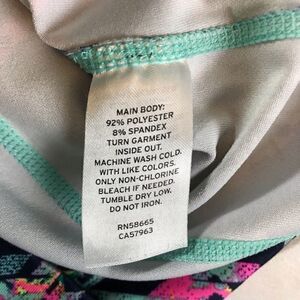 MAIN BODY:
92% POLYESTER
8% SPANDEX
TURN GARMENT
INSIDE OUT.
MACHINE WASH COLD.
WITH LIKE COLORS.
ONLY NON-CHLORINE
BLEACH IF NEEDED.
TUMBLE DRY LOW.
DO NOT IRON.
RN58665
CA57963